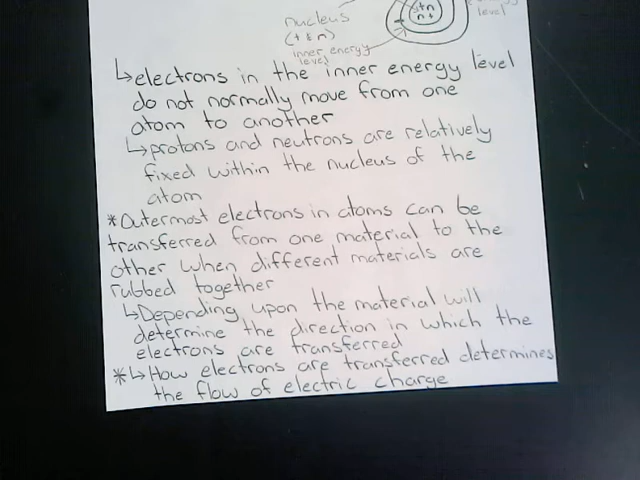 nucleus
(+ & n)
inner energy
level
level
↳electrons in the inner energy level
do not normally move from one
atom to another
↳protons and neutrons are relatively
fixed within the nucleus of the
atom
*Outermost electrons in atoms can be
transferred from one material to the
other when different materials are
rubbed together
↳Depending upon the material will
determine the direction in which the
electrons are transferred
*↳How electrons are transferred determines
the flow of electric charge